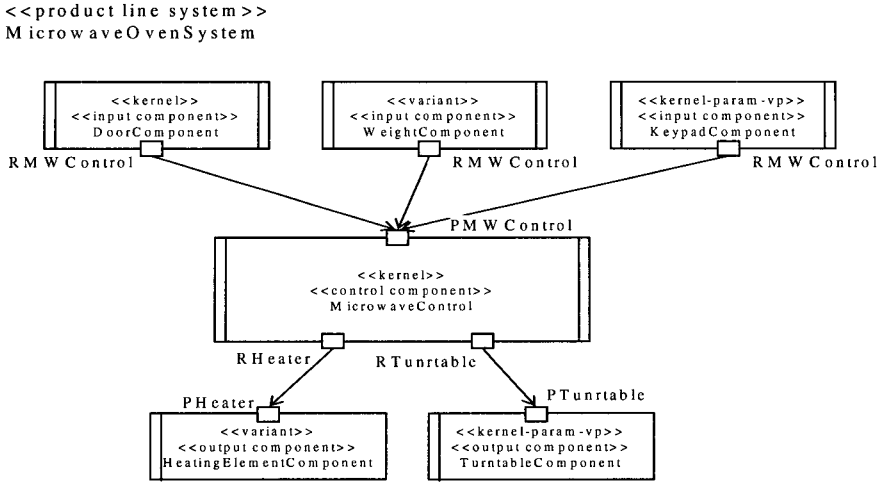 <<product line system>>
MicrowaveOvenSystem
<<kernel>>
<<input component>>
DoorComponent
<<variant>>
<<input component>>
WeightComponent
<<kernel-param-vp>>
<<input component>>
KeypadComponent
RMWControl
RMWControl
RMWControl
PMWControl
<<kernel>>
<<control component>>
MicrowaveControl
RHeater
RTunrtable
PHeater
PTunrtable
<<variant>>
<<output component>>
HeatingElementComponent
<<kernel-param-vp>>
<<output component>>
TurntableComponent